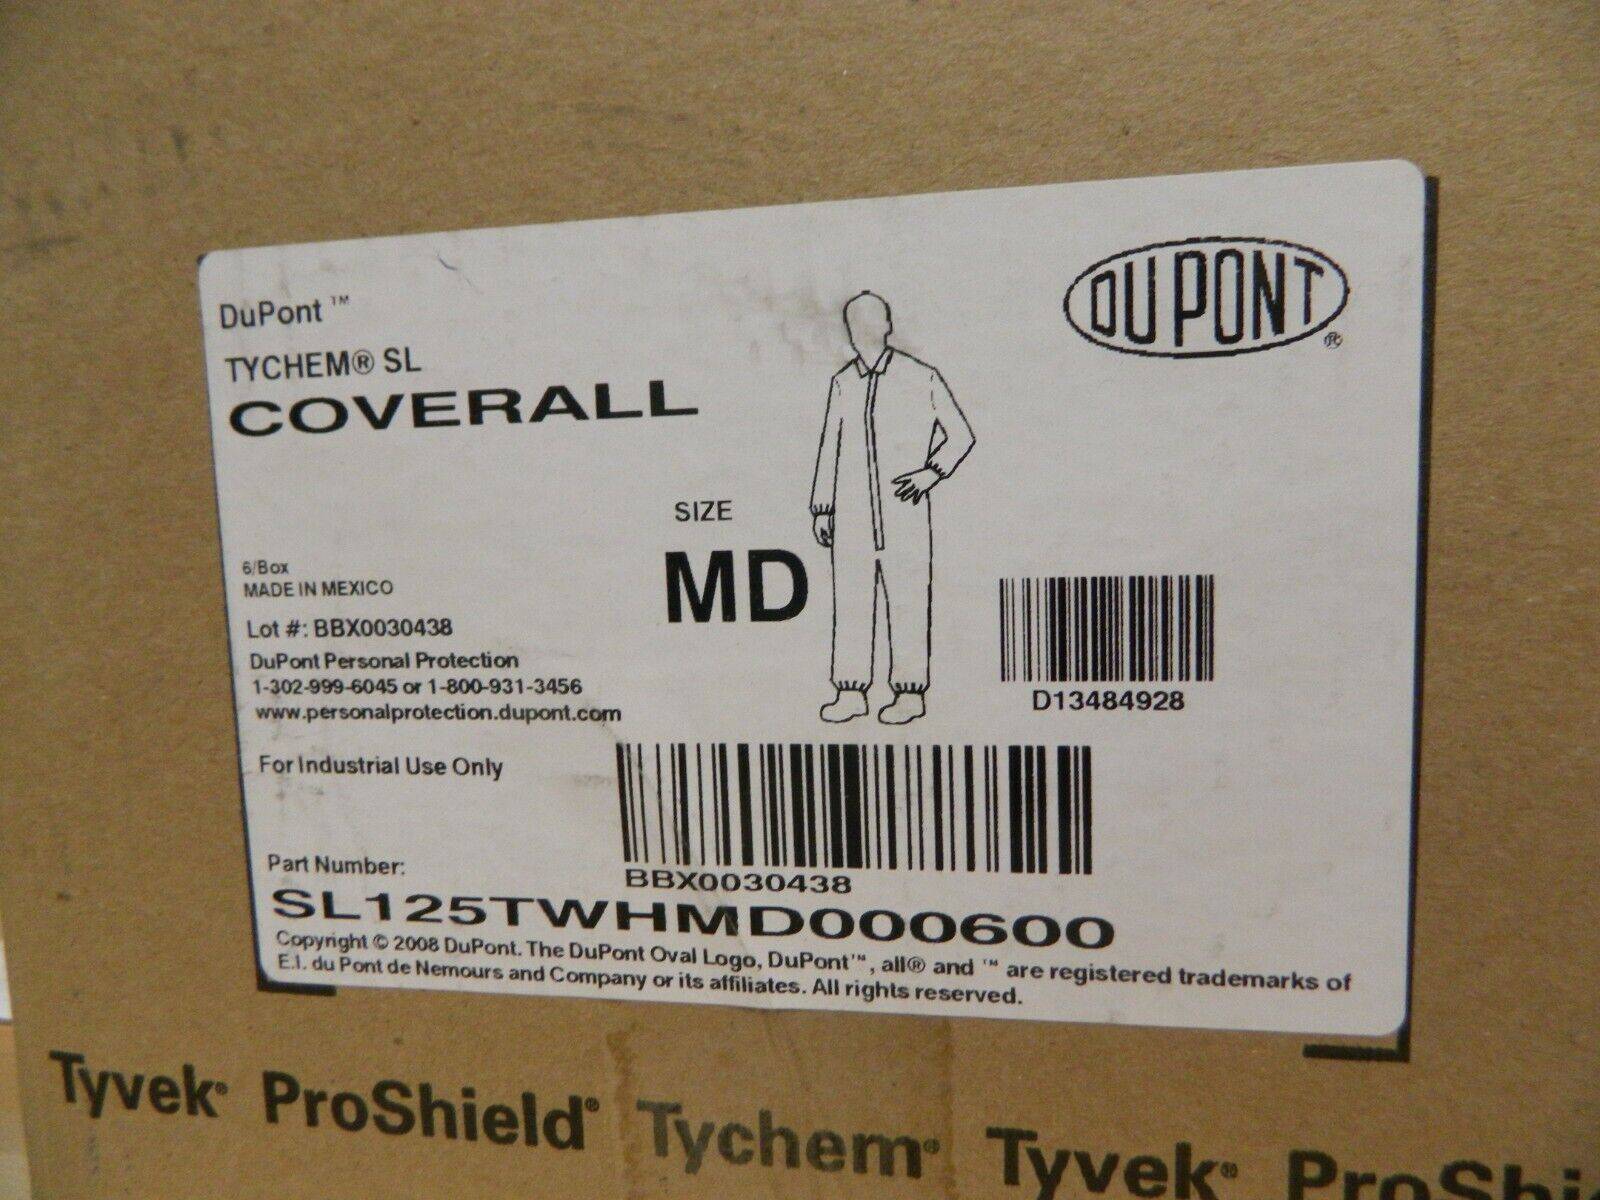 DuPont ™
TYCHEM® SL
COVERALL
DUPONT
®
SIZE
MD
6/Box
MADE IN MEXICO
Lot #: BBX0030438
DuPont Personal Protection
1-302-999-6045 or 1-800-931-3456
www.personalprotection.dupont.com
D13484928
For Industrial Use Only
BBX0030438
Part Number:
SL125TWHMD000600
Copyright © 2008 DuPont. The DuPont Oval Logo, DuPont™, all® and ™ are registered trademarks of
E.I. du Pont de Nemours and Company or its affiliates. All rights reserved.
Tyvek® ProShield® Tychem® Tyvek® ProShi